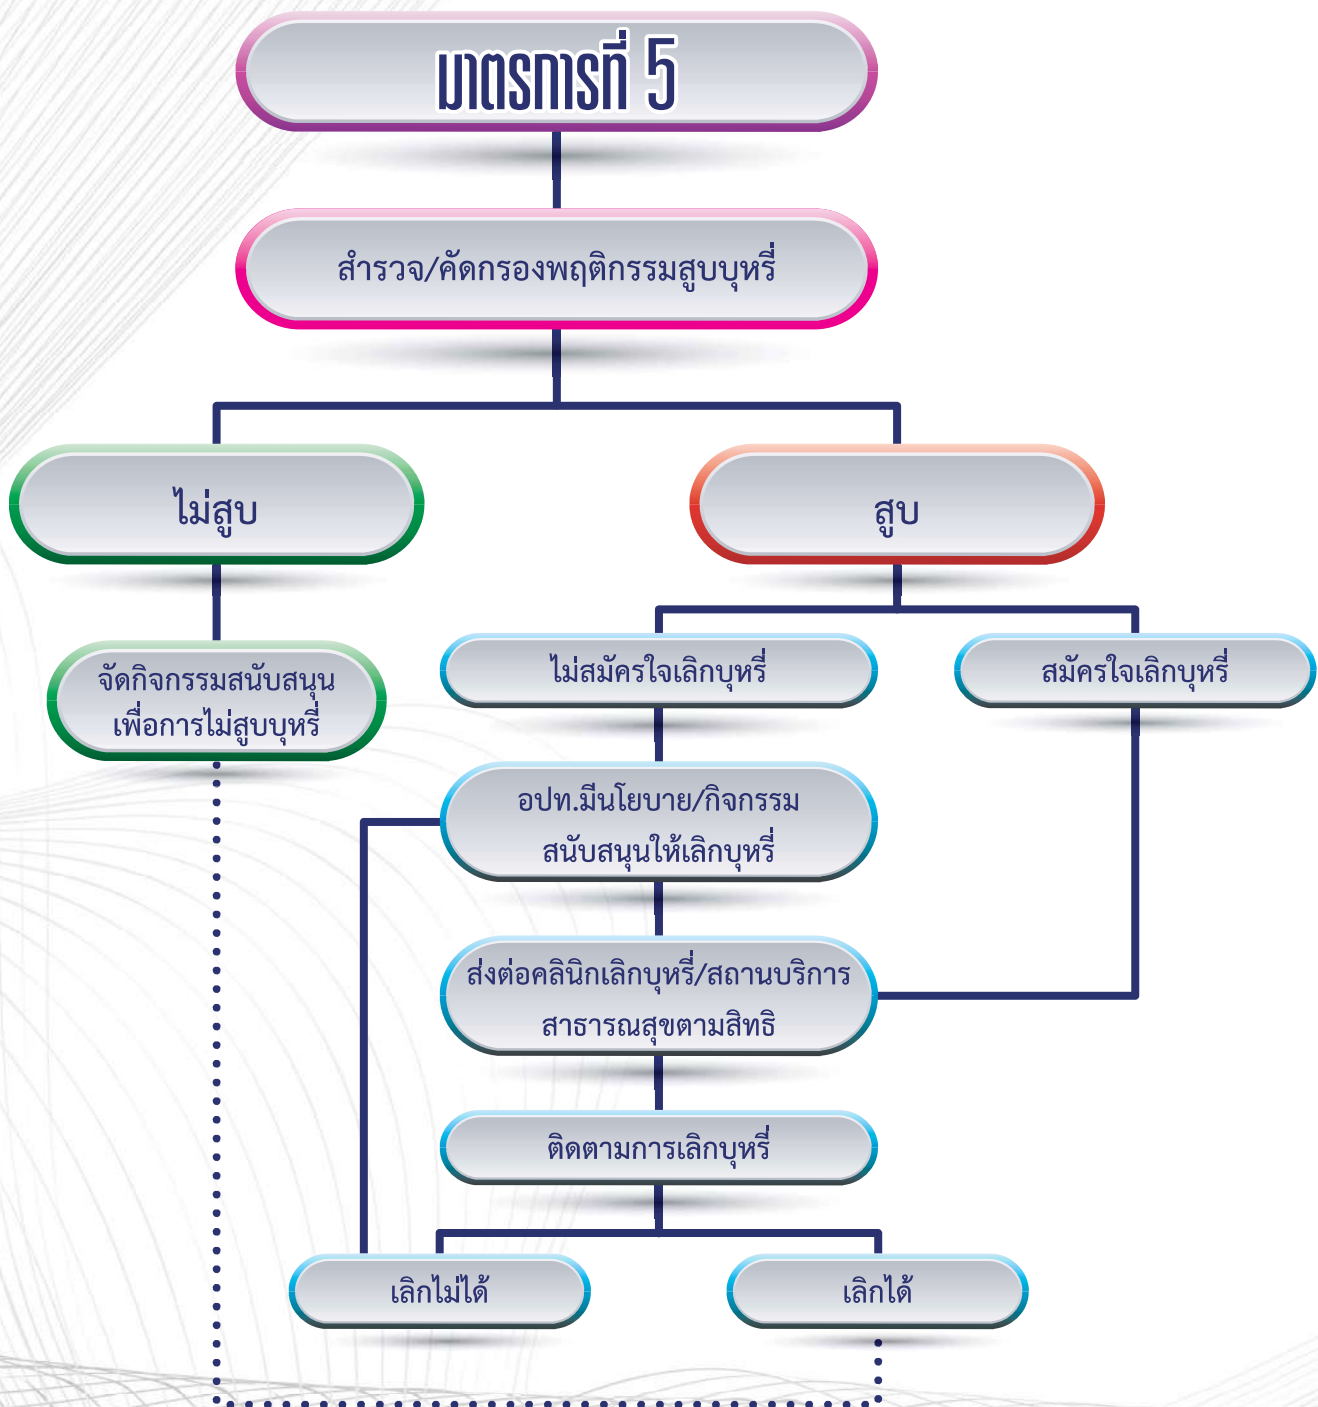 มาตรการที่ 5
สำรวจ/คัดกรองพฤติกรรมสูบบุหรี่
ไม่สูบ
สูบ
จัดกิจกรรมสนับสนุน
เพื่อการไม่สูบบุหรี่
ไม่สมัครใจเลิกบุหรี่
สมัครใจเลิกบุหรี่
อปท.มีนโยบาย/กิจกรรม
สนับสนุนให้เลิกบุหรี่
ส่งต่อคลินิกเลิกบุหรี่/สถานบริการ
สาธารณสุขตามสิทธิ
ติดตามการเลิกบุหรี่
เลิกไม่ได้
เลิกได้